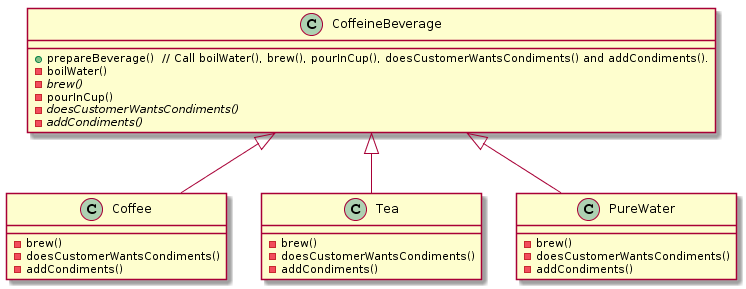 C CoffeineBeverage
prepareBeverage() // Call boilWater(), brew(), pourInCup(), doesCustomerWantsCondiments() and addCondiments().
boilWater()
brew()
pourInCup()
doesCustomerWantsCondiments()
addCondiments()
C Coffee
brew()
doesCustomerWantsCondiments()
addCondiments()
C Tea
brew()
doesCustomerWantsCondiments()
addCondiments()
C PureWater
brew()
doesCustomerWantsCondiments()
addCondiments()